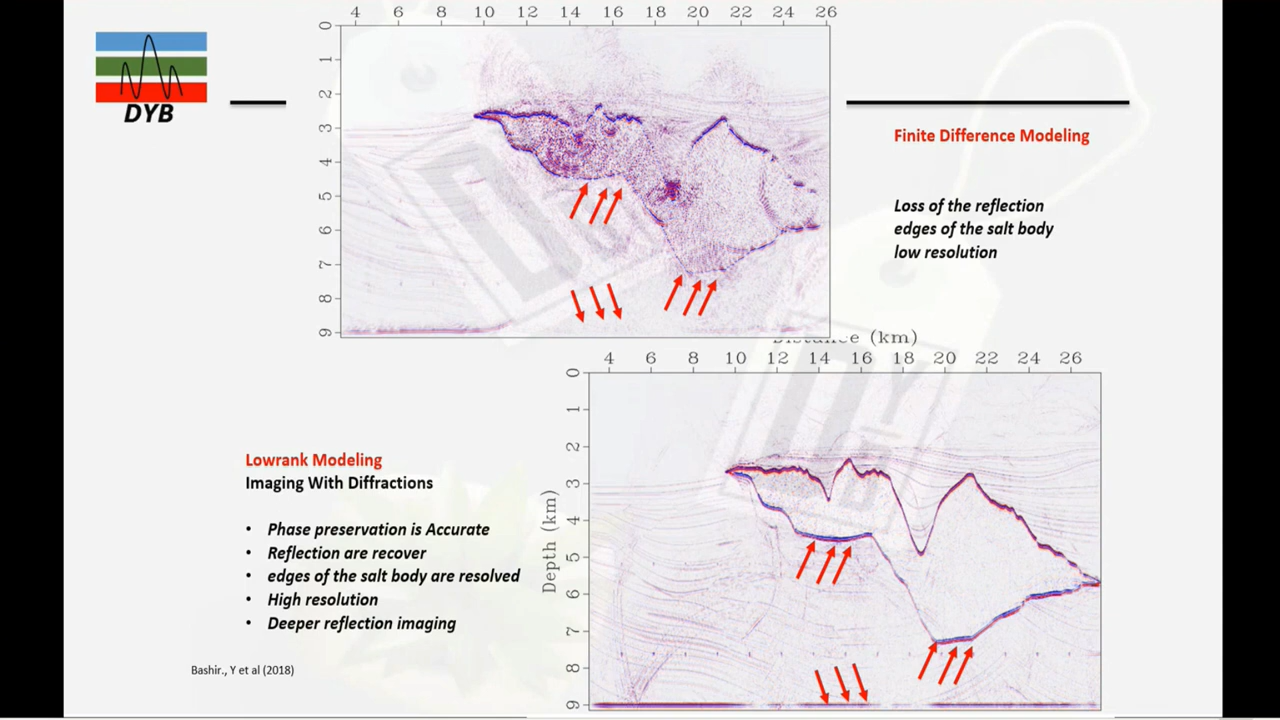 4 6 8 10 12 14 16 18 20 22 24 26
0
1
2
3
4
5
6
7
8
9
DYB
Finite Difference Modeling
Loss of the reflection
edges of the salt body
low resolution
Distance (km)
4 6 8 10 12 14 16 18 20 22 24 26
0
1
2
3
4
5
6
7
8
9
Depth (km)
Lowrank Modeling
Imaging With Diffractions
• Phase preservation is Accurate
• Reflection are recover
• edges of the salt body are resolved
• High resolution
• Deeper reflection imaging
Bashir., Y et al (2018)